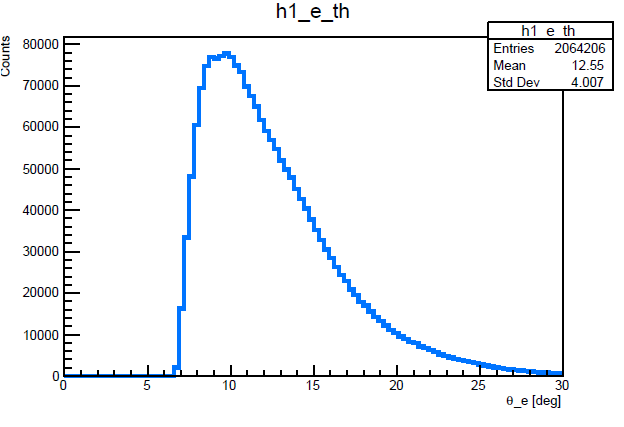 h1_e_th
h1_e_th
Entries 2064206
Mean 12.55
Std Dev 4.007
Counts
80000
70000
60000
50000
40000
30000
20000
10000
0
0 5 10 15 20 25 30
θ_e [deg]